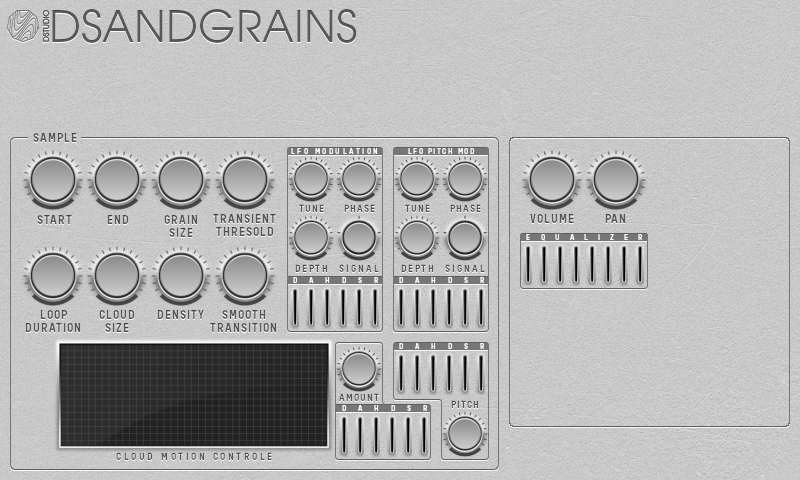 DSTUDIO
DSANDGRAINS
SAMPLE
START
END
GRAIN
SIZE
TRANSIENT
THRESOLD
LOOP
DURATION
CLOUD
SIZE
DENSITY
SMOOTH
TRANSITION
LFO MODULATION
TUNE
PHASE
DEPTH
SIGNAL
D A H D S R
LFO PITCH MOD
TUNE
PHASE
DEPTH
SIGNAL
D A H D S R
CLOUD MOTION CONTROLE
AMOUNT
D A H D S R
D A H D S R
PITCH
VOLUME
PAN
EQUALIZER